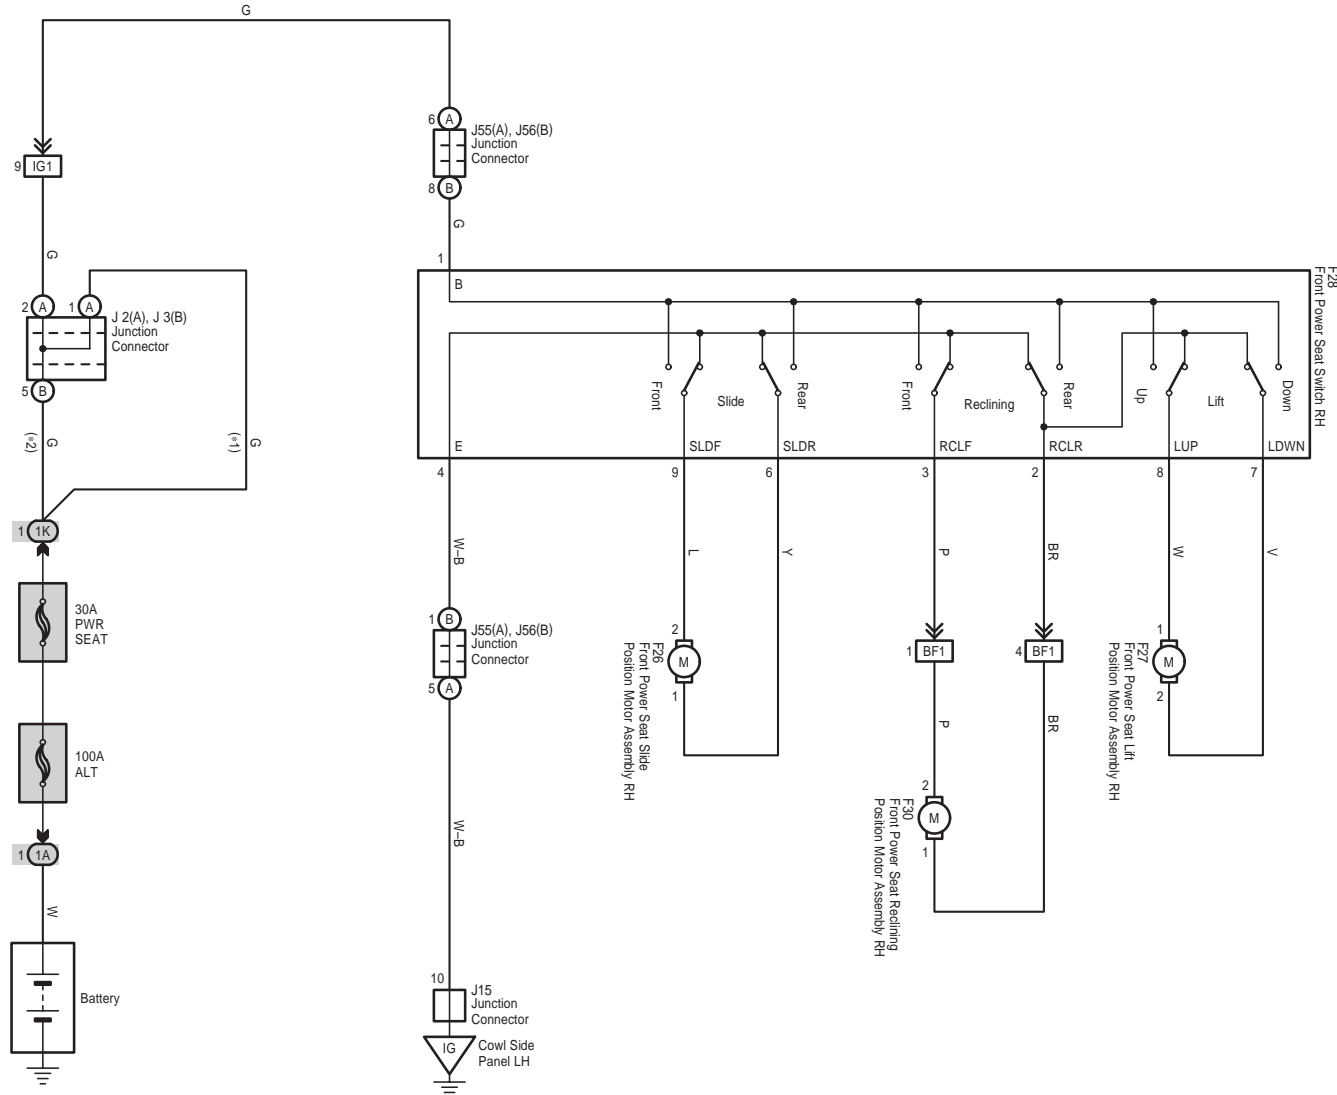 G
6 A
J55(A), J56(B)
Junction
Connector
8 B
G
9 IG1
G
2 A 1 A
J 2(A), J 3(B)
Junction
Connector
5 B
G
(*2)
G
(*1)
1 1K
30A
PWR
SEAT
100A
ALT
1 1A
W
Battery
1
B
F28
Front Power Seat Switch RH
Front
Slide
Rear
Front
Reclining
Rear
Up
Lift
Down
E
SLDF
SLDR
RCLF
RCLR
LUP
LDWN
4
9
6
3
2
8
7
W–B
L
Y
P
BR
W
V
1 B
J55(A), J56(B)
Junction
Connector
5 A
W–B
10
J15
Junction
Connector
IG
Cowl Side
Panel LH
2
M
1
F26
Front Power Seat Slide
Position Motor Assembly RH
1 BF1
4 BF1
P
BR
2
M
1
F30
Front Power Seat Reclining
Position Motor Assembly RH
1
M
2
F27
Front Power Seat Lift
Position Motor Assembly RH